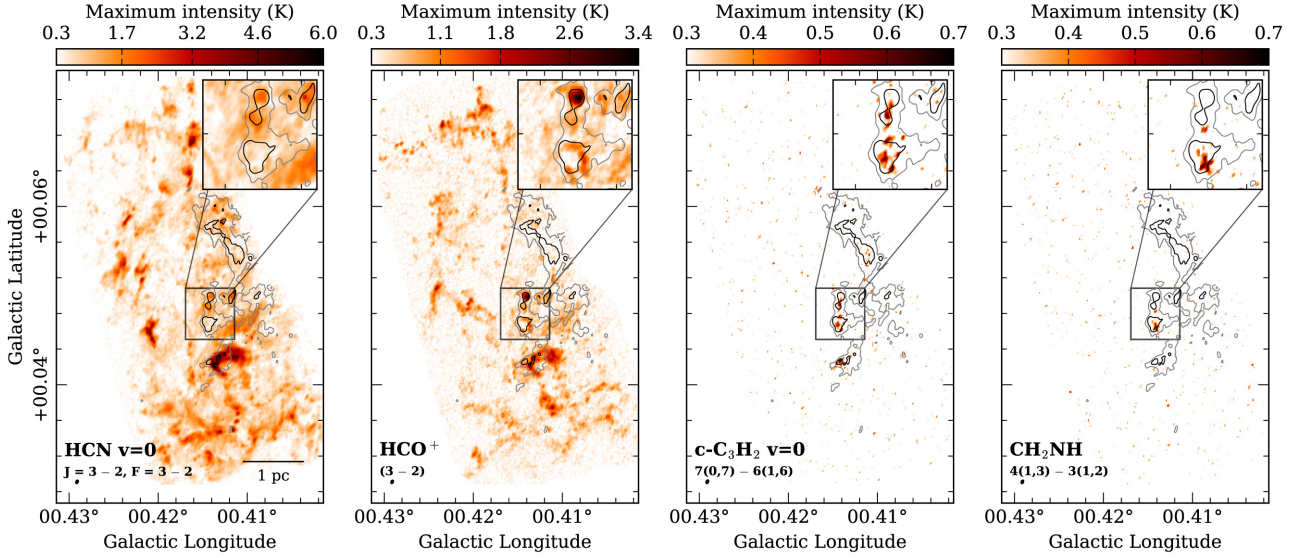 Maximum intensity (K) Maximum intensity (K) Maximum intensity (K) Maximum intensity (K)
0.3 1.7 3.2 4.6 6.0 0.3 1.1 1.8 2.6 3.4 0.3 0.4 0.5 0.6 0.7 0.3 0.4 0.5 0.6 0.7
+00.06°
+00.04°
Galactic Latitude
HCN v=0
J = 3 − 2, F = 3 − 2
1 pc
HCO⁺
(3 − 2)
c-C₃H₂ v=0
7(0,7) − 6(1,6)
CH₂NH
4(1,3) − 3(1,2)
00.43° 00.42° 00.41° 00.43° 00.42° 00.41° 00.43° 00.42° 00.41° 00.43° 00.42° 00.41°
Galactic Longitude Galactic Longitude Galactic Longitude Galactic Longitude